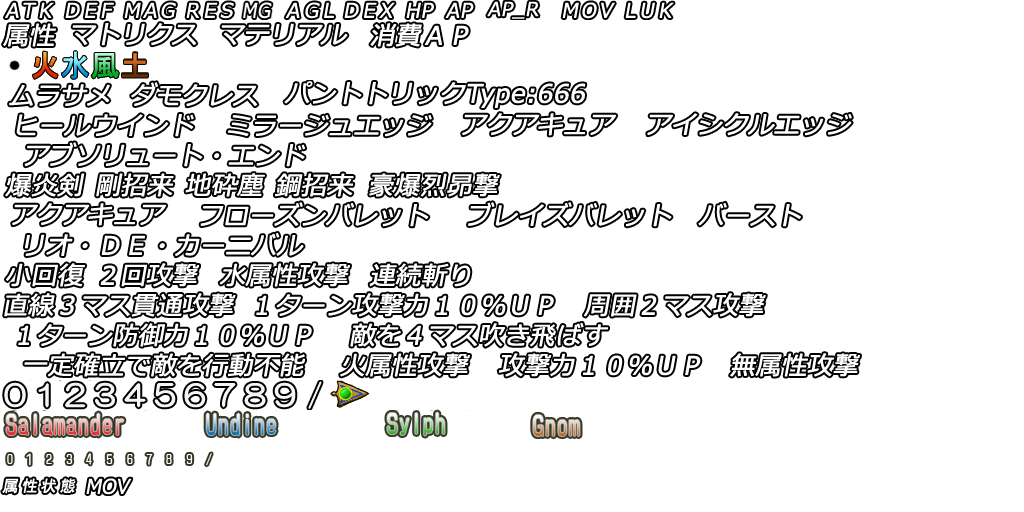 ATK DEF MAG RES MG AGL DEX HP AP AP_R MOV LUK
属性 マトリクス マテリアル 消費ＡＰ
・火水風土
ムラサメ ダモクレス パントトリックType:666
ヒールウインド ミラージュエッジ アクアキュア アイシクルエッジ
アブソリュート・エンド
爆炎剣 剛招来 地砕塵 鋼招来 豪爆烈昂撃
アクアキュア フローズンバレット ブレイズバレット バースト
リオ・ＤＥ・カーニバル
小回復 ２回攻撃 水属性攻撃 連続斬り
直線３マス貫通攻撃 １ターン攻撃力１０％ＵＰ 周囲２マス攻撃
１ターン防御力１０％ＵＰ 敵を４マス吹き飛ばす
一定確立で敵を行動不能 火属性攻撃 攻撃力１０％ＵＰ 無属性攻撃
０１２３４５６７８９／
Salamander Undine Sylph Gnom
０１２３４５６７８９／
属性状態 MOV